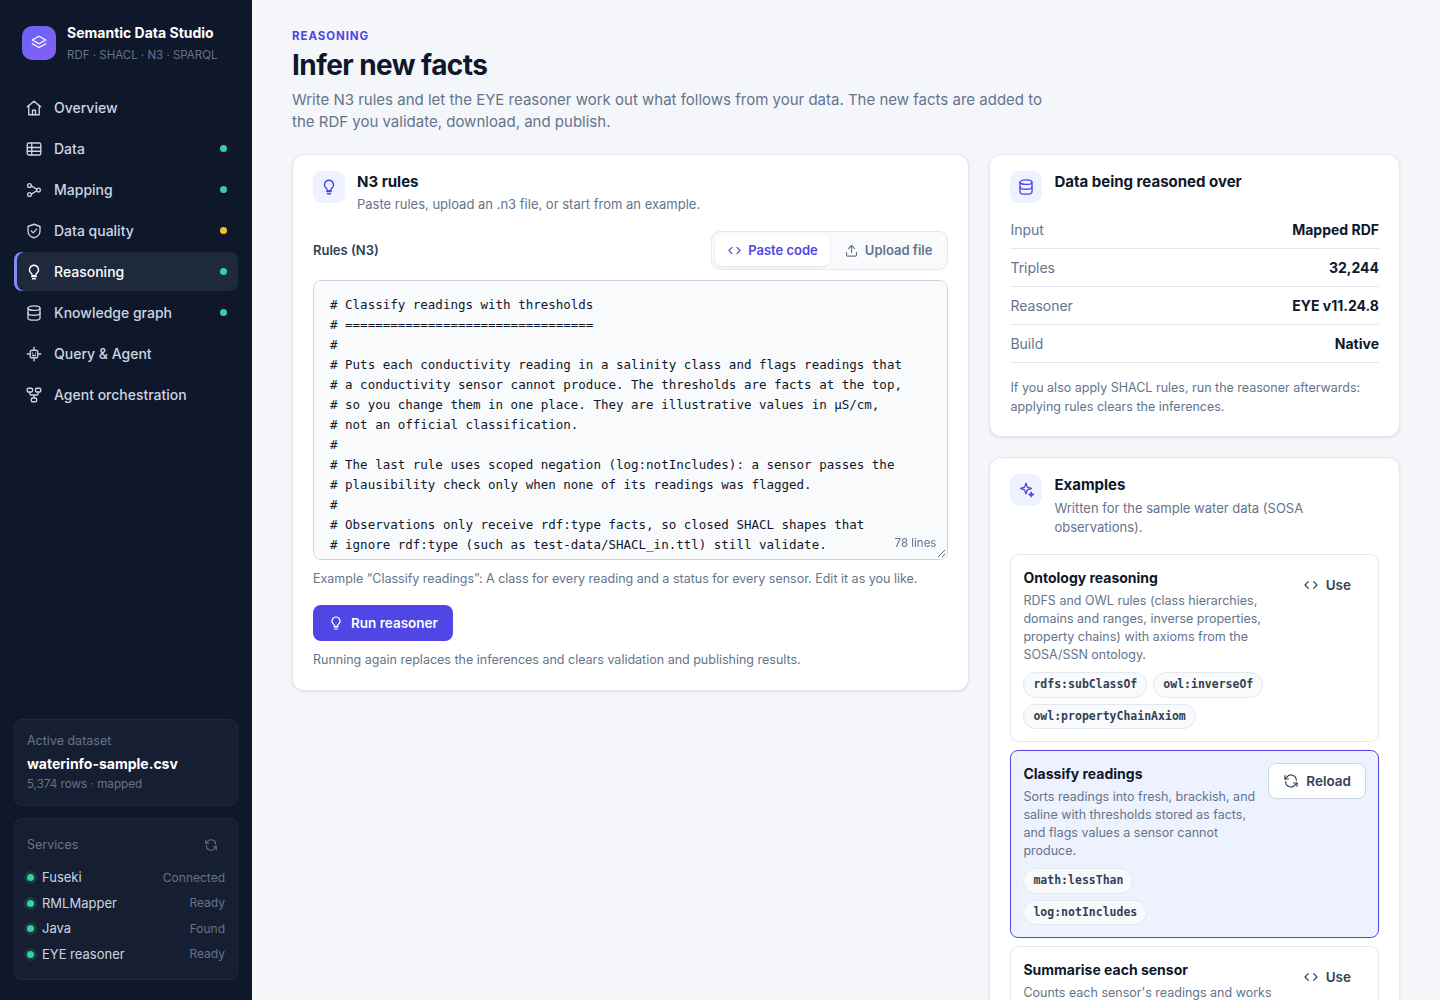 Semantic Data Studio
RDF · SHACL · N3 · SPARQL
Overview
Data
Mapping
Data quality
Reasoning
Knowledge graph
Query & Agent
Agent orchestration
Active dataset
waterinfo-sample.csv
5,374 rows · mapped
Services
Fuseki Connected
RMLMapper Ready
Java Found
EYE reasoner Ready
REASONING
Infer new facts
Write N3 rules and let the EYE reasoner work out what follows from your data. The new facts are added to
the RDF you validate, download, and publish.
N3 rules
Paste rules, upload an .n3 file, or start from an example.
Rules (N3)
Paste code
Upload file
# Classify readings with thresholds
# =================================
#
# Puts each conductivity reading in a salinity class and flags readings that
# a conductivity sensor cannot produce. The thresholds are facts at the top,
# so you change them in one place. They are illustrative values in µS/cm,
# not an official classification.
#
# The last rule uses scoped negation (log:notIncludes): a sensor passes the
# plausibility check only when none of its readings was flagged.
#
# Observations only receive rdf:type facts, so closed SHACL shapes that
# ignore rdf:type (such as test-data/SHACL_in.ttl) still validate.
78 lines
Example “Classify readings”: A class for every reading and a status for every sensor. Edit it as you like.
Run reasoner
Running again replaces the inferences and clears validation and publishing results.
Data being reasoned over
Input Mapped RDF
Triples 32,244
Reasoner EYE v11.24.8
Build Native
If you also apply SHACL rules, run the reasoner afterwards:
applying rules clears the inferences.
Examples
Written for the sample water data (SOSA
observations).
Ontology reasoning
Use
RDFS and OWL rules (class hierarchies,
domains and ranges, inverse properties,
property chains) with axioms from the
SOSA/SSN ontology.
rdfs:subClassOf owl:inverseOf
owl:propertyChainAxiom
Classify readings
Reload
Sorts readings into fresh, brackish, and
saline with thresholds stored as facts,
and flags values a sensor cannot
produce.
math:lessThan
log:notIncludes
Summarise each sensor
Use
Counts each sensor's readings and works